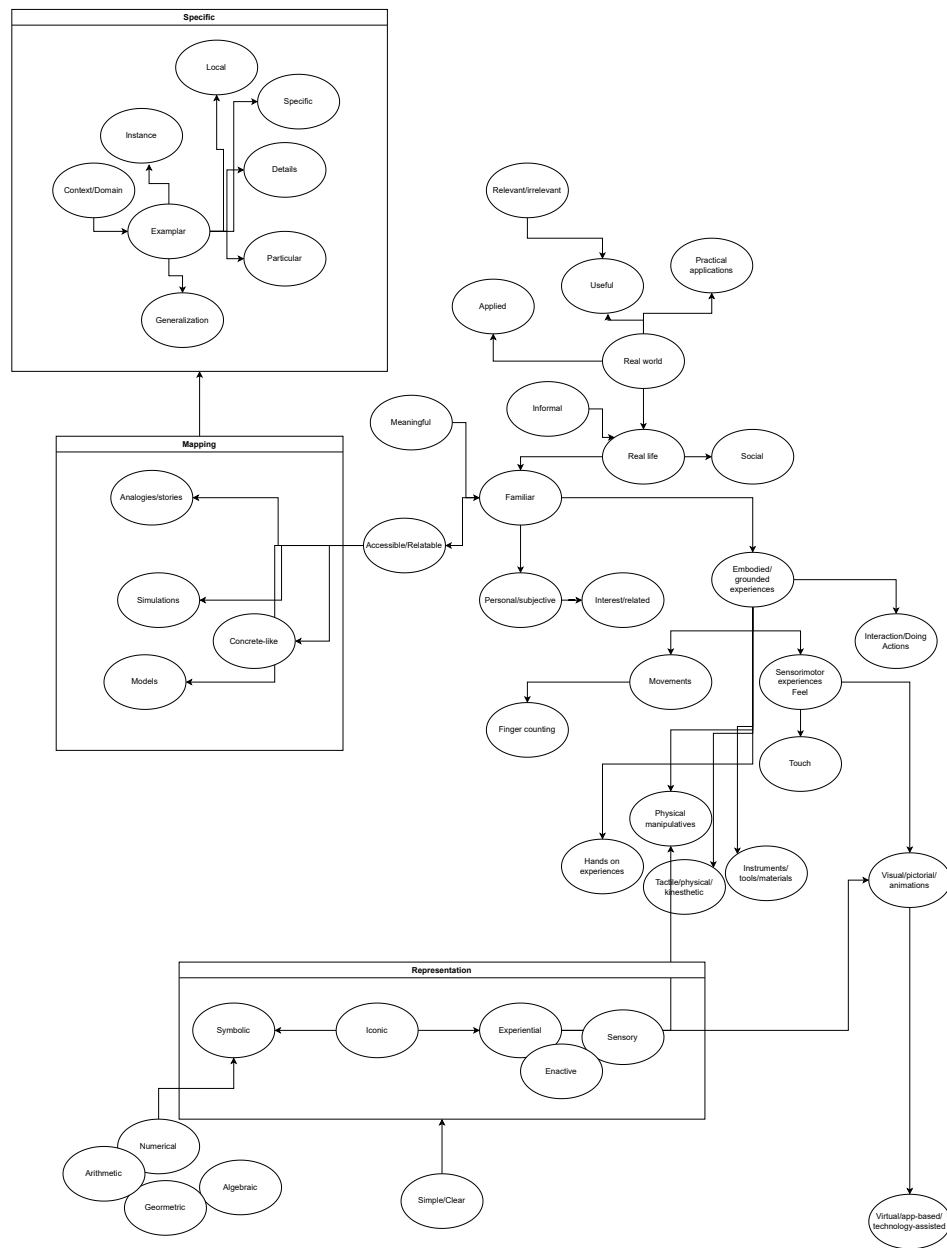 Specific
Local
Specific
Instance
Details
Context/Domain
Examplar
Particular
Generalization
Relevant/irrelevant
Practical
applications
Useful
Applied
Real world
Informal
Meaningful
Mapping
Real life
Social
Analogies/stories
Familiar
Accessible/Relatable
Embodied/
grounded
experiences
Simulations
Personal/subjective
Interest/related
Concrete-like
Interaction/Doing
Actions
Models
Movements
Sensorimotor
experiences
Feel
Finger counting
Touch
Physical
manipulatives
Hands on
experiences
Tactile/physical/
kinesthetic
Instruments/
tools/materials
Visual/pictorial/
animations
Representation
Symbolic
Iconic
Experiential
Sensory
Enactive
Numerical
Arithmetic
Algebraic
Geormetric
Simple/Clear
Virtual/app-based/
technology-assisted